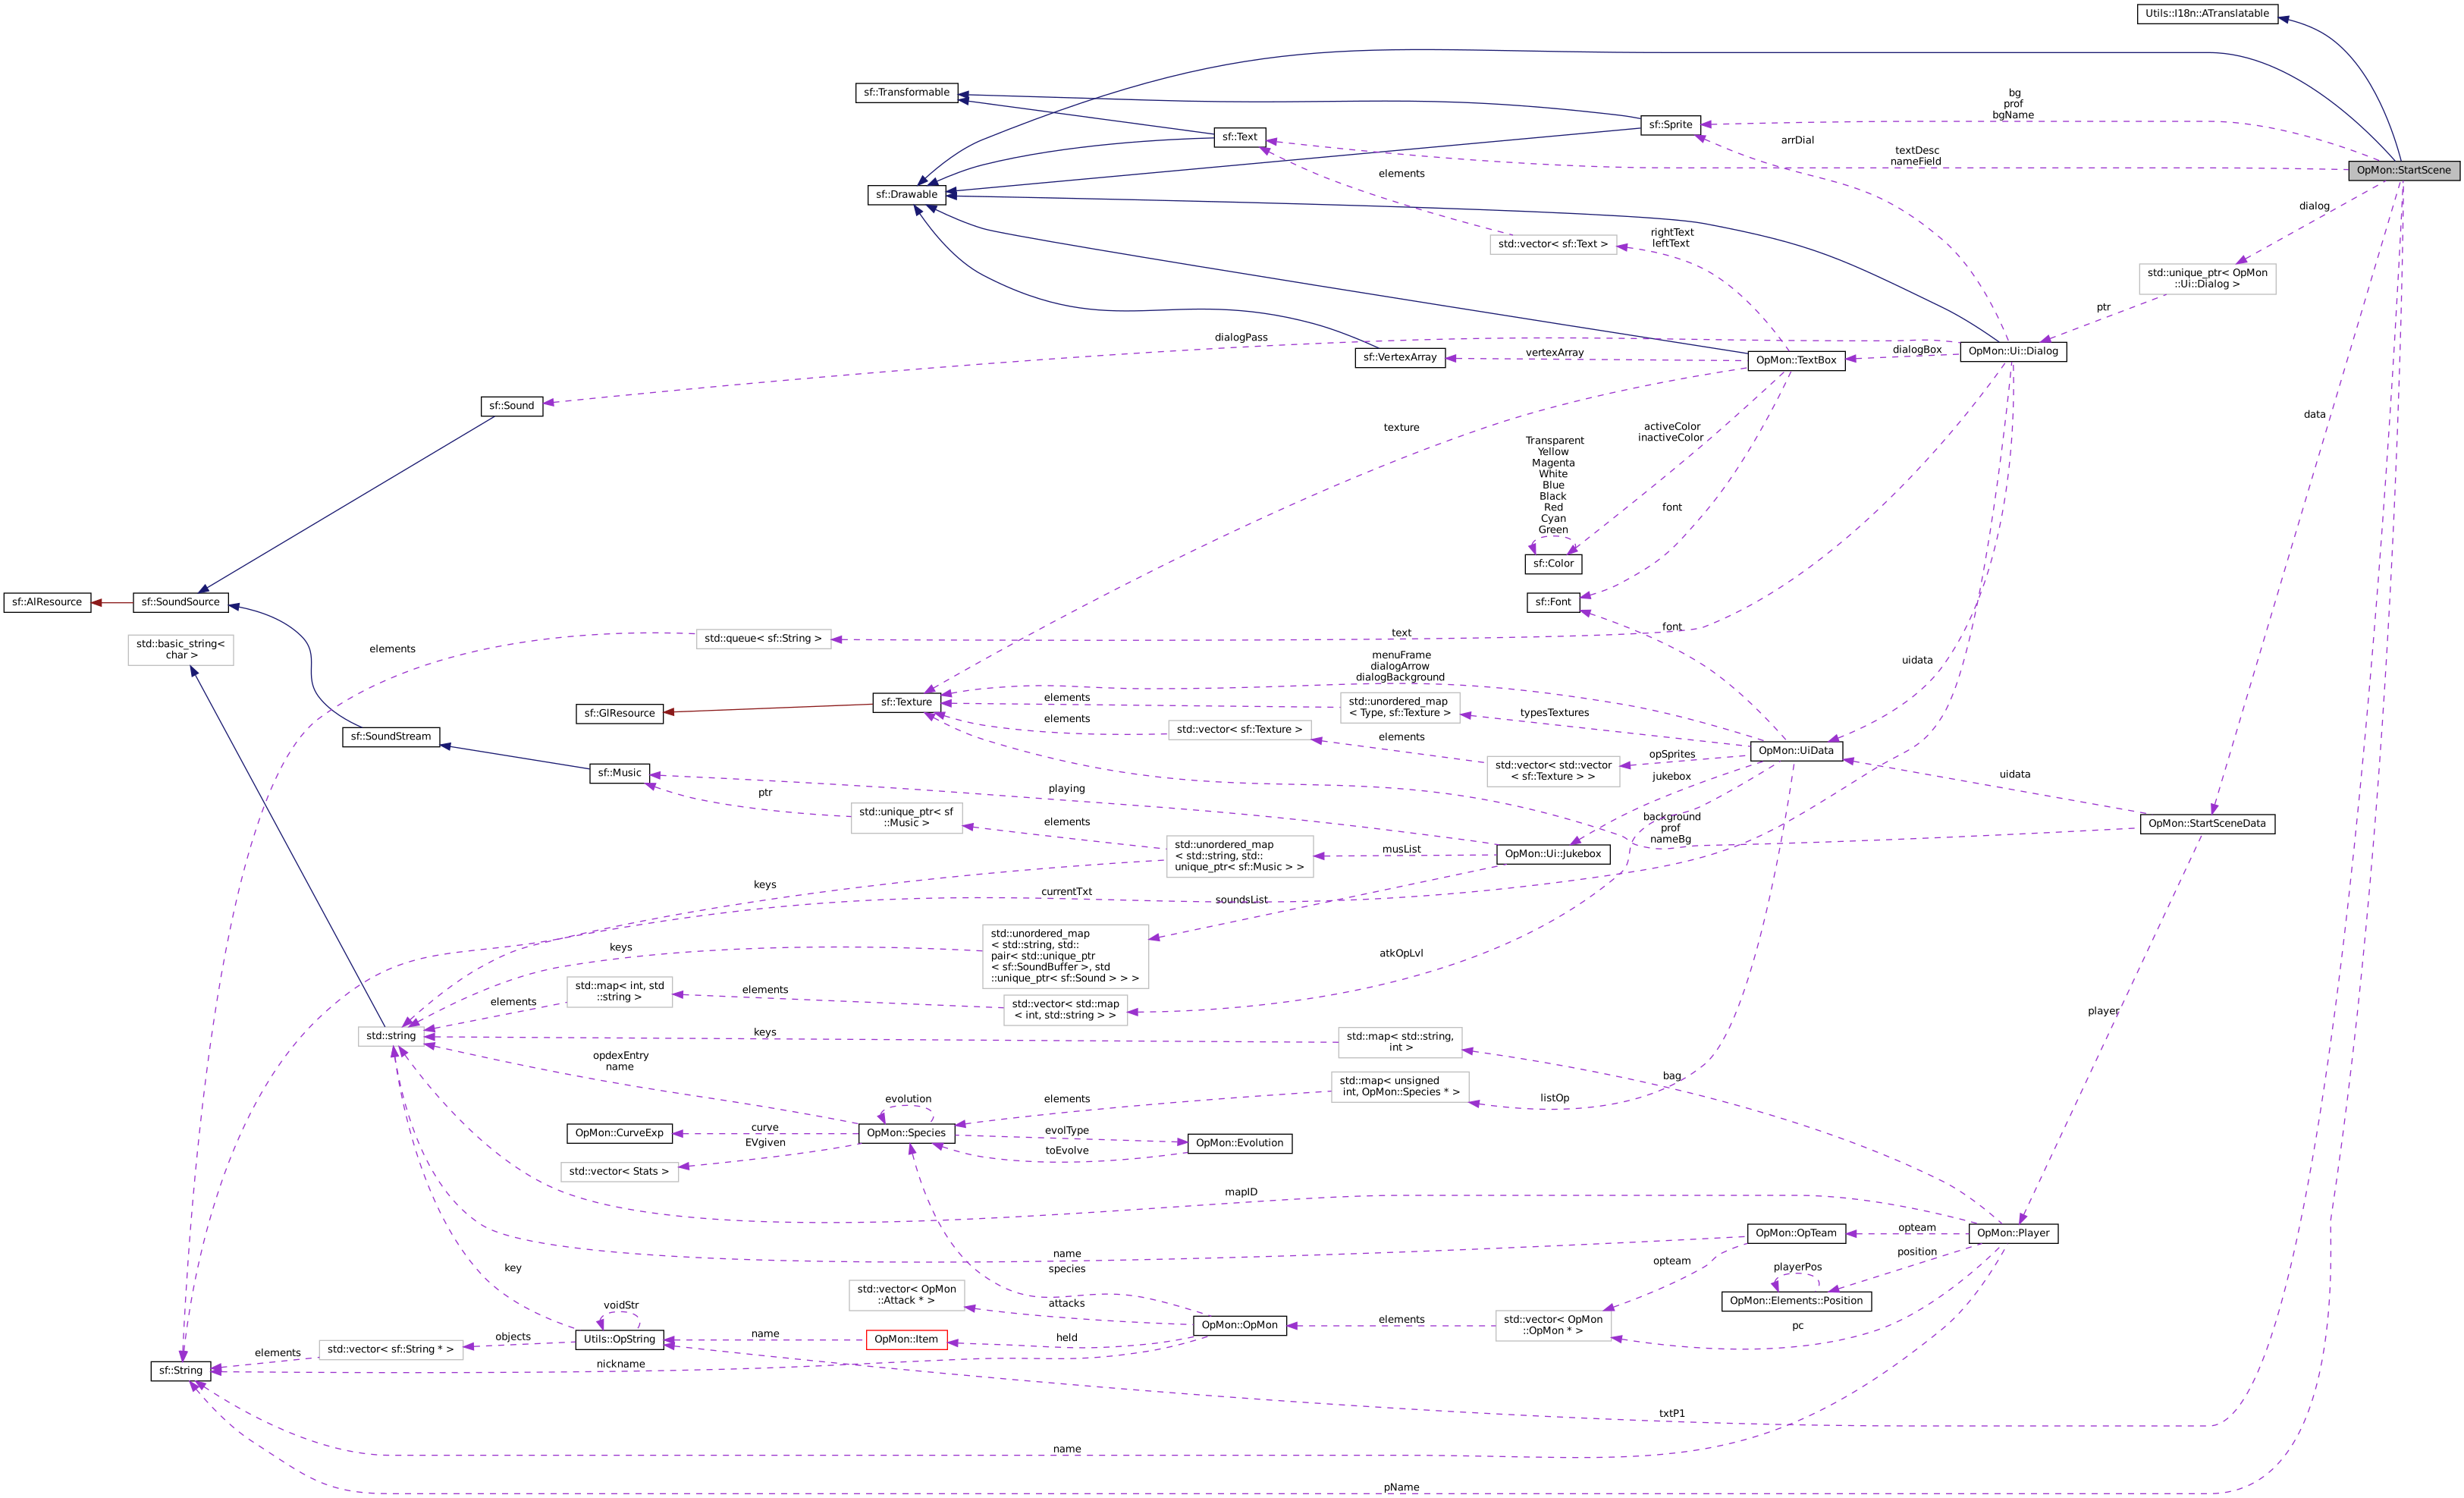 Utils::I18n::ATranslatable
sf::Transformable
bg
prof
bgName
sf::Sprite
sf::Text
arrDial
textDesc
nameField
OpMon::StartScene
elements
sf::Drawable
dialog
rightText
leftText
std::vector< sf::Text >
std::unique_ptr< OpMon
::Ui::Dialog >
ptr
dialogPass
sf::VertexArray
vertexArray
OpMon::TextBox
dialogBox
OpMon::Ui::Dialog
sf::Sound
data
texture
activeColor
inactiveColor
Transparent
Yellow
Magenta
White
Blue
Black
Red
Cyan
Green
font
sf::Color
sf::AlResource
sf::SoundSource
sf::Font
std::basic_string<
char >
elements
std::queue< sf::String >
text
font
uidata
menuFrame
dialogArrow
dialogBackground
sf::GlResource
sf::Texture
elements
std::unordered_map
< Type, sf::Texture >
typesTextures
elements
std::vector< sf::Texture >
elements
sf::SoundStream
std::vector< std::vector
< sf::Texture > >
opSprites
OpMon::UiData
sf::Music
jukebox
uidata
ptr
playing
std::unique_ptr< sf
::Music >
elements
background
prof
nameBg
OpMon::StartSceneData
std::unordered_map
< std::string, std::
unique_ptr< sf::Music > >
musList
OpMon::Ui::Jukebox
keys
currentTxt
soundsList
std::unordered_map
< std::string, std::
pair< std::unique_ptr
< sf::SoundBuffer >, std
::unique_ptr< sf::Sound > > >
keys
atkOpLvl
std::map< int, std
::string >
elements
elements
std::vector< std::map
< int, std::string > >
player
std::string
keys
std::map< std::string,
int >
opdexEntry
name
bag
std::map< unsigned
int, OpMon::Species * >
listOp
evolution
elements
OpMon::CurveExp
curve
OpMon::Species
evolType
OpMon::Evolution
EVgiven
toEvolve
std::vector< Stats >
mapID
OpMon::OpTeam
opteam
OpMon::Player
name
position
opteam
playerPos
species
key
std::vector< OpMon
::Attack * >
attacks
OpMon::Elements::Position
voidStr
OpMon::OpMon
elements
std::vector< OpMon
::OpMon * >
pc
Utils::OpString
name
OpMon::Item
held
objects
std::vector< sf::String * >
elements
nickname
sf::String
txtP1
name
pName